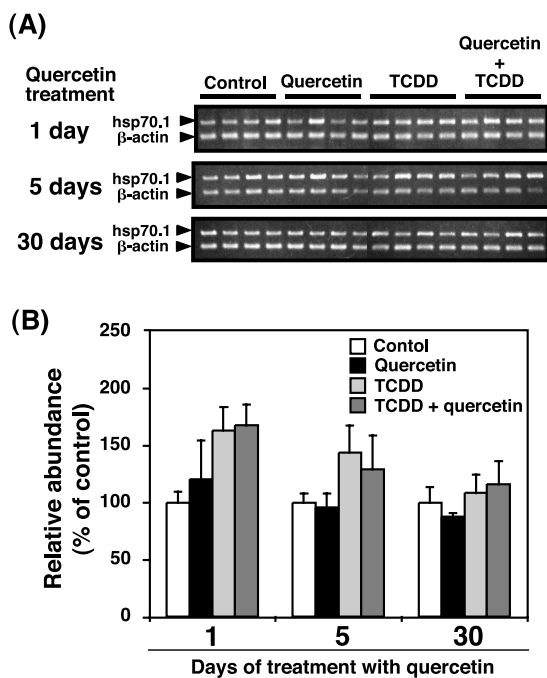 (A)
Quercetin
treatment
Control
Quercetin
TCDD
Quercetin
+
TCDD
1 day
hsp70.1
β-actin
5 days
hsp70.1
β-actin
30 days
hsp70.1
β-actin
(B)
Relative abundance
(% of control)
250
200
150
100
50
0
Contol
Quercetin
TCDD
TCDD + quercetin
1
5
30
Days of treatment with quercetin